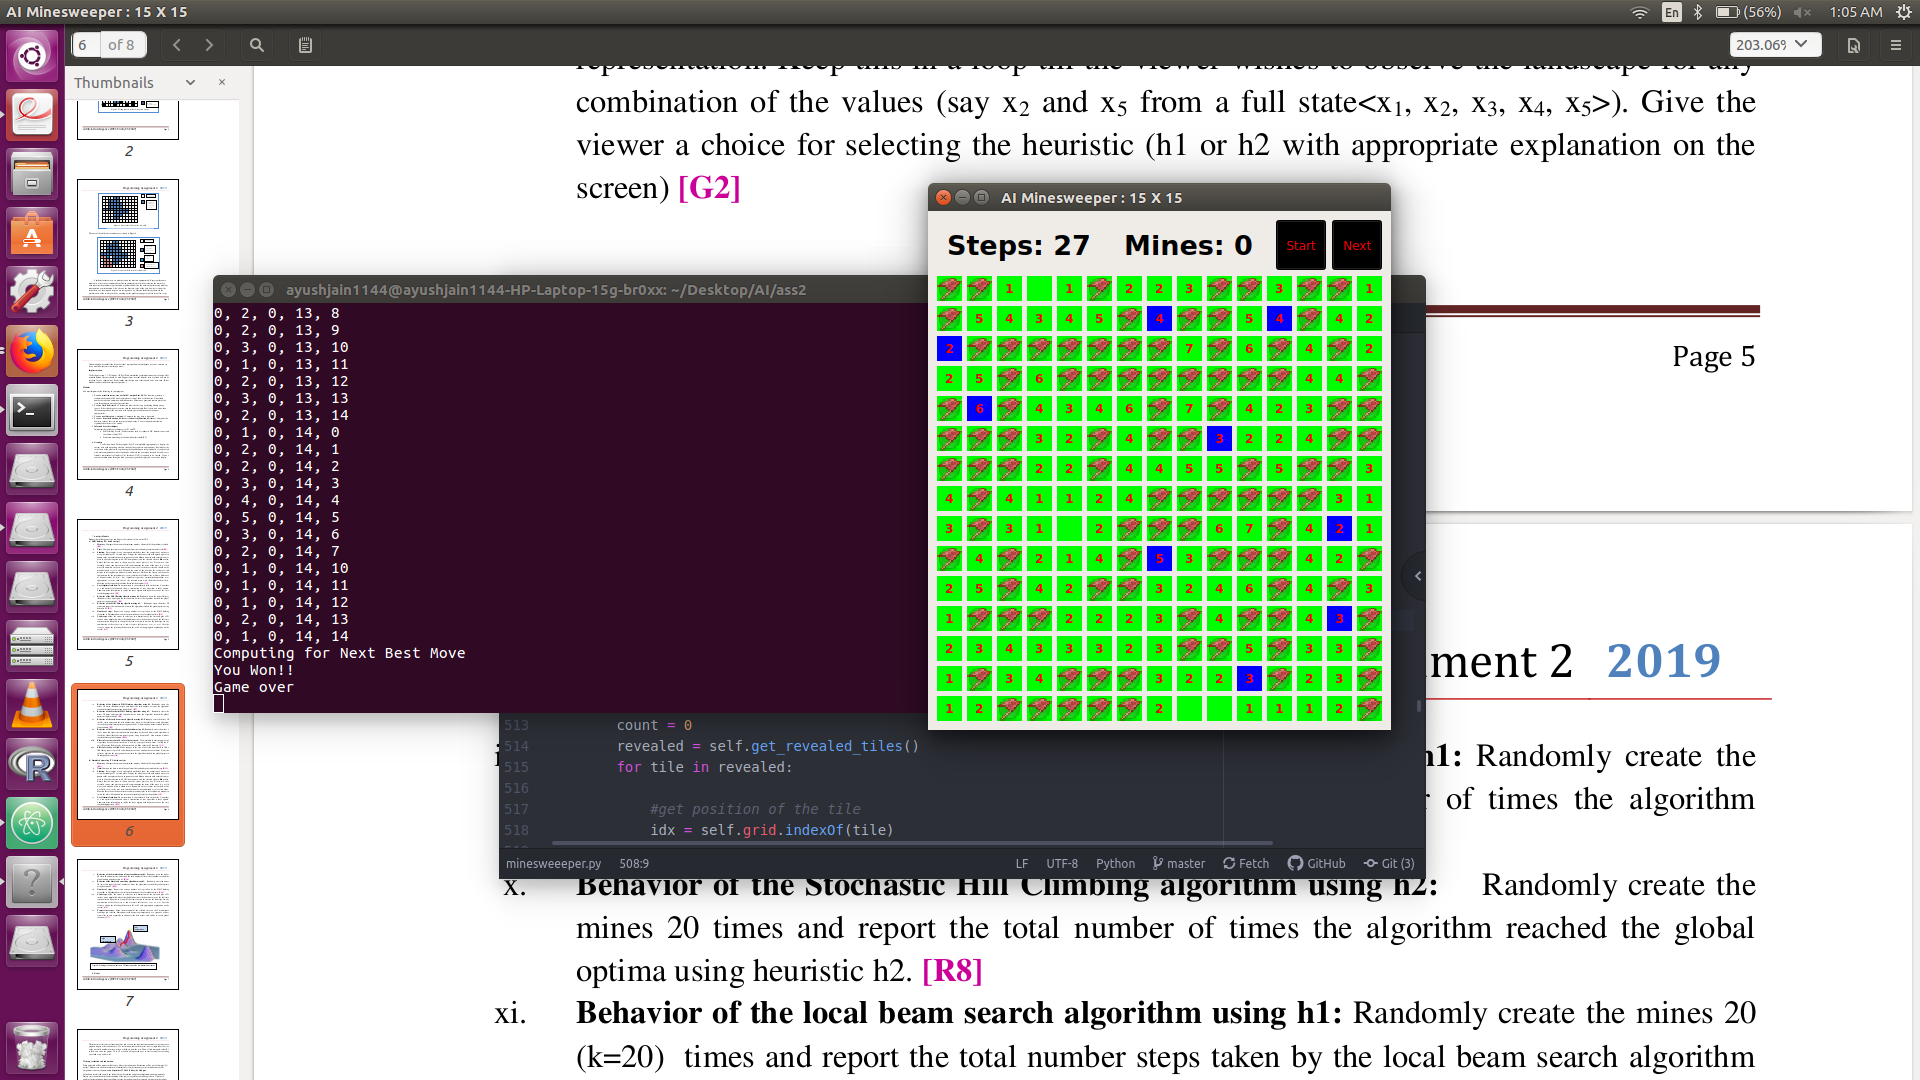 AI Minesweeper : 15 X 15
En
(56%)
1:05 AM
6 of 8
203.06%
Thumbnails
2
3
4
5
6
7
combination of the values (say x2 and x5 from a full state<x1, x2, x3, x4, x5>). Give the
viewer a choice for selecting the heuristic (h1 or h2 with appropriate explanation on the
screen) [G2]
Page 5
ment 2 2019
h1: Randomly create the
r of times the algorithm
x. Behavior of the Stochastic Hill Climbing algorithm using h2: Randomly create the
mines 20 times and report the total number of times the algorithm reached the global
optima using heuristic h2. [R8]
xi. Behavior of the local beam search algorithm using h1: Randomly create the mines 20
(k=20) times and report the total number steps taken by the local beam search algorithm
ayushjain1144@ayushjain1144-HP-Laptop-15g-br0xx: ~/Desktop/AI/ass2
0, 2, 0, 13, 8
0, 2, 0, 13, 9
0, 3, 0, 13, 10
0, 1, 0, 13, 11
0, 2, 0, 13, 12
0, 3, 0, 13, 13
0, 2, 0, 13, 14
0, 1, 0, 14, 0
0, 2, 0, 14, 1
0, 2, 0, 14, 2
0, 3, 0, 14, 3
0, 4, 0, 14, 4
0, 5, 0, 14, 5
0, 3, 0, 14, 6
0, 2, 0, 14, 7
0, 1, 0, 14, 10
0, 1, 0, 14, 11
0, 1, 0, 14, 12
0, 2, 0, 14, 13
0, 1, 0, 14, 14
Computing for Next Best Move
You Won!!
Game over
AI Minesweeper : 15 X 15
Steps: 27 Mines: 0 Start Next
1 1 2 2 3 3 1
5 4 3 4 5 4 5 4 4 2
2 7 6 4 2
2 5 6 4 4
6 4 3 4 6 7 4 2 3
3 2 4 3 2 2 4
2 2 4 4 5 5 5 3
4 4 1 1 2 4 3 1
3 3 1 2 6 7 4 2 1
4 2 1 4 5 3 4 2
2 5 4 2 3 2 4 6 4 3
1 2 2 2 3 4 4 3
2 3 4 3 3 2 3 5 3 3
1 3 4 3 2 2 3 2 3
1 2 2 1 1 1 2
513 count = 0
514 revealed = self.get_revealed_tiles()
515 for tile in revealed:
516
517 #get position of the tile
518 idx = self.grid.indexOf(tile)
minesweeeper.py 508:9 LF UTF-8 Python master Fetch GitHub Git (3)